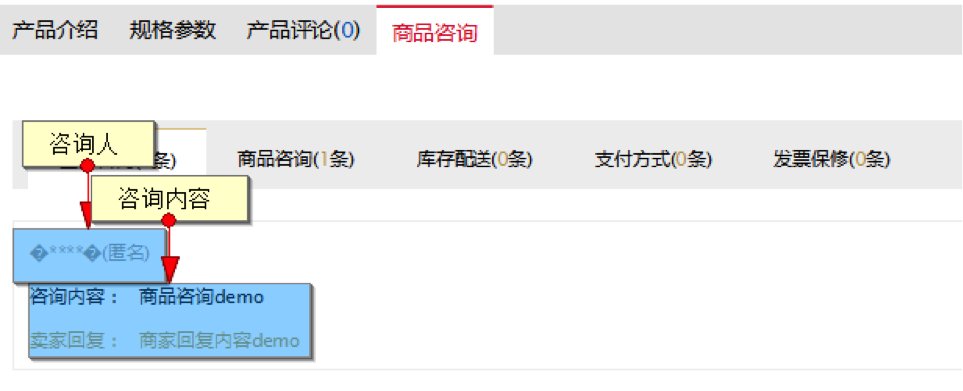 产品介绍 规格参数 产品评论(0) 商品咨询
咨询人
条) 商品咨询(1条) 库存配送(0条) 支付方式(0条) 发票保修(0条)
咨询内容
�****�(匿名)
咨询内容： 商品咨询demo
卖家回复： 商家回复内容demo